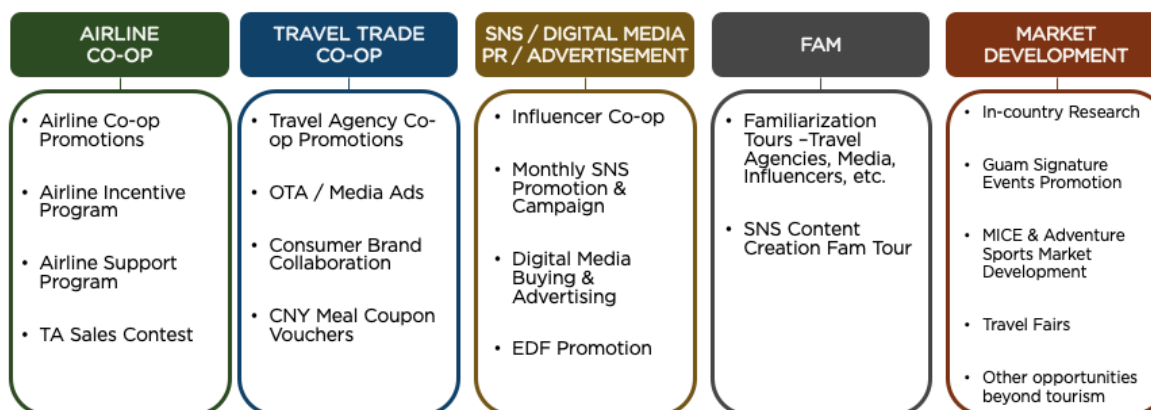 AIRLINE
CO-OP
• Airline Co-op
Promotions
• Airline Incentive
Program
• Airline Support
Program
• TA Sales Contest
TRAVEL TRADE
CO-OP
• Travel Agency Co-
op Promotions
• OTA / Media Ads
• Consumer Brand
Collaboration
• CNY Meal Coupon
Vouchers
SNS / DIGITAL MEDIA
PR / ADVERTISEMENT
• Influencer Co-op
• Monthly SNS
Promotion &
Campaign
• Digital Media
Buying &
Advertising
• EDF Promotion
FAM
• Familiarization
Tours –Travel
Agencies, Media,
Influencers, etc.
• SNS Content
Creation Fam Tour
MARKET
DEVELOPMENT
• In-country Research
• Guam Signature
Events Promotion
• MICE & Adventure
Sports Market
Development
• Travel Fairs
• Other opportunities
beyond tourism